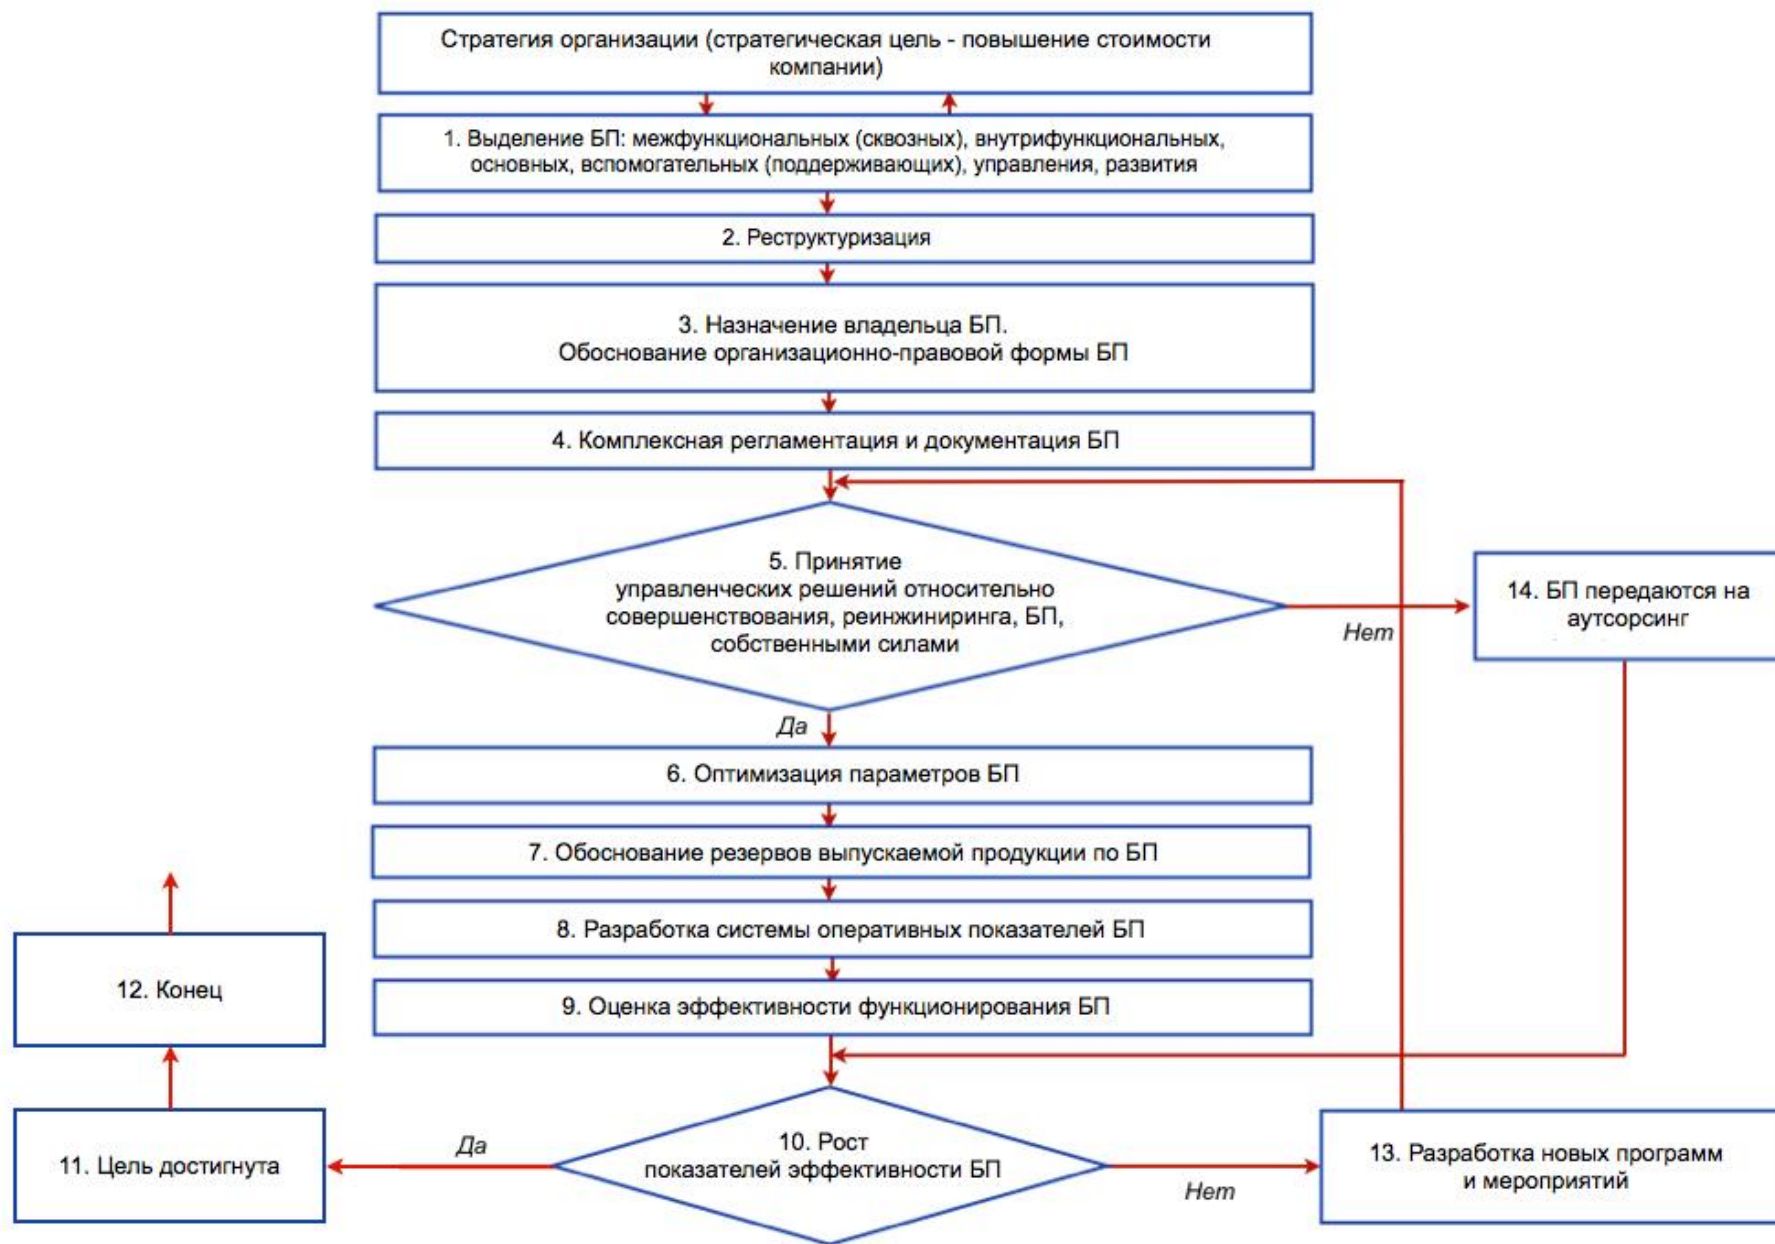 Стратегия организации (стратегическая цель - повышение стоимости
компании)
1. Выделение БП: межфункциональных (сквозных), внутрифункциональных,
основных, вспомогательных (поддерживающих), управления, развития
2. Реструктуризация
3. Назначение владельца БП.
Обоснование организационно-правовой формы БП
4. Комплексная регламентация и документация БП
5. Принятие
управленческих решений относительно
совершенствования, реинжиниринга, БП,
собственными силами
Нет
14. БП передаются на
аутсорсинг
Да
6. Оптимизация параметров БП
7. Обоснование резервов выпускаемой продукции по БП
8. Разработка системы оперативных показателей БП
9. Оценка эффективности функционирования БП
12. Конец
10. Рост
показателей эффективности БП
Да
11. Цель достигнута
Нет
13. Разработка новых программ
и мероприятий